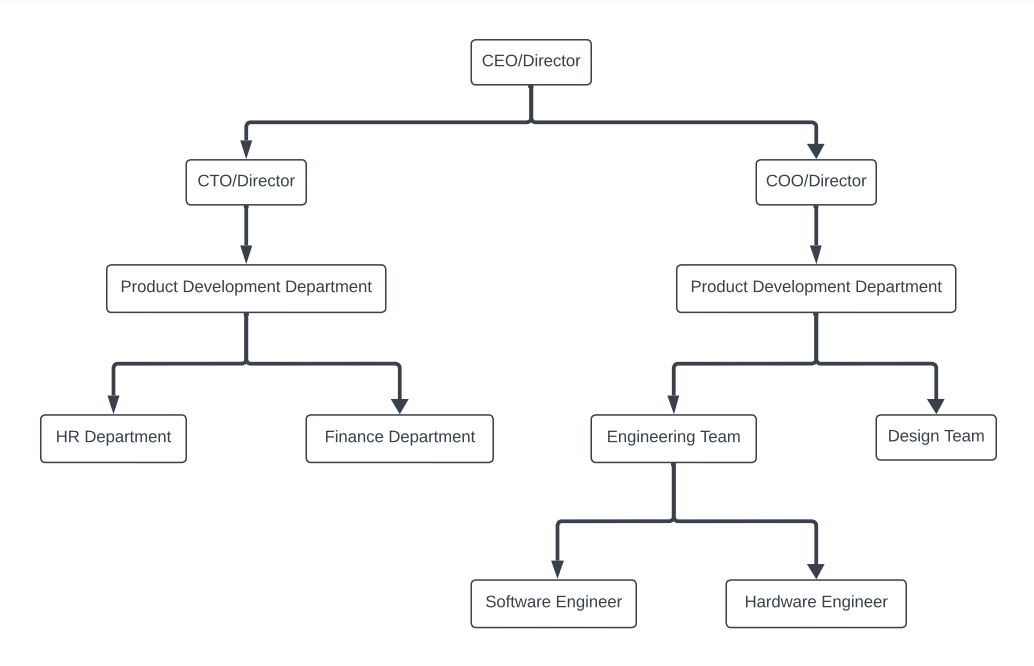 CEO/Director
CTO/Director
COO/Director
Product Development Department
Product Development Department
HR Department
Finance Department
Engineering Team
Design Team
Software Engineer
Hardware Engineer